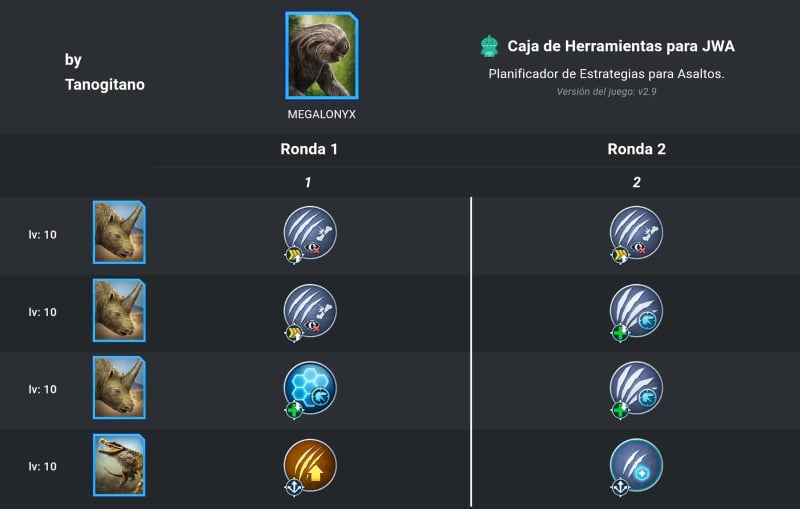 by
Tanogitano
MEGALONYX
Caja de Herramientas para JWA
Planificador de Estrategias para Asaltos.
Versión del juego: v2.9
Ronda 1
Ronda 2
1
2
lv: 10
lv: 10
lv: 10
lv: 10